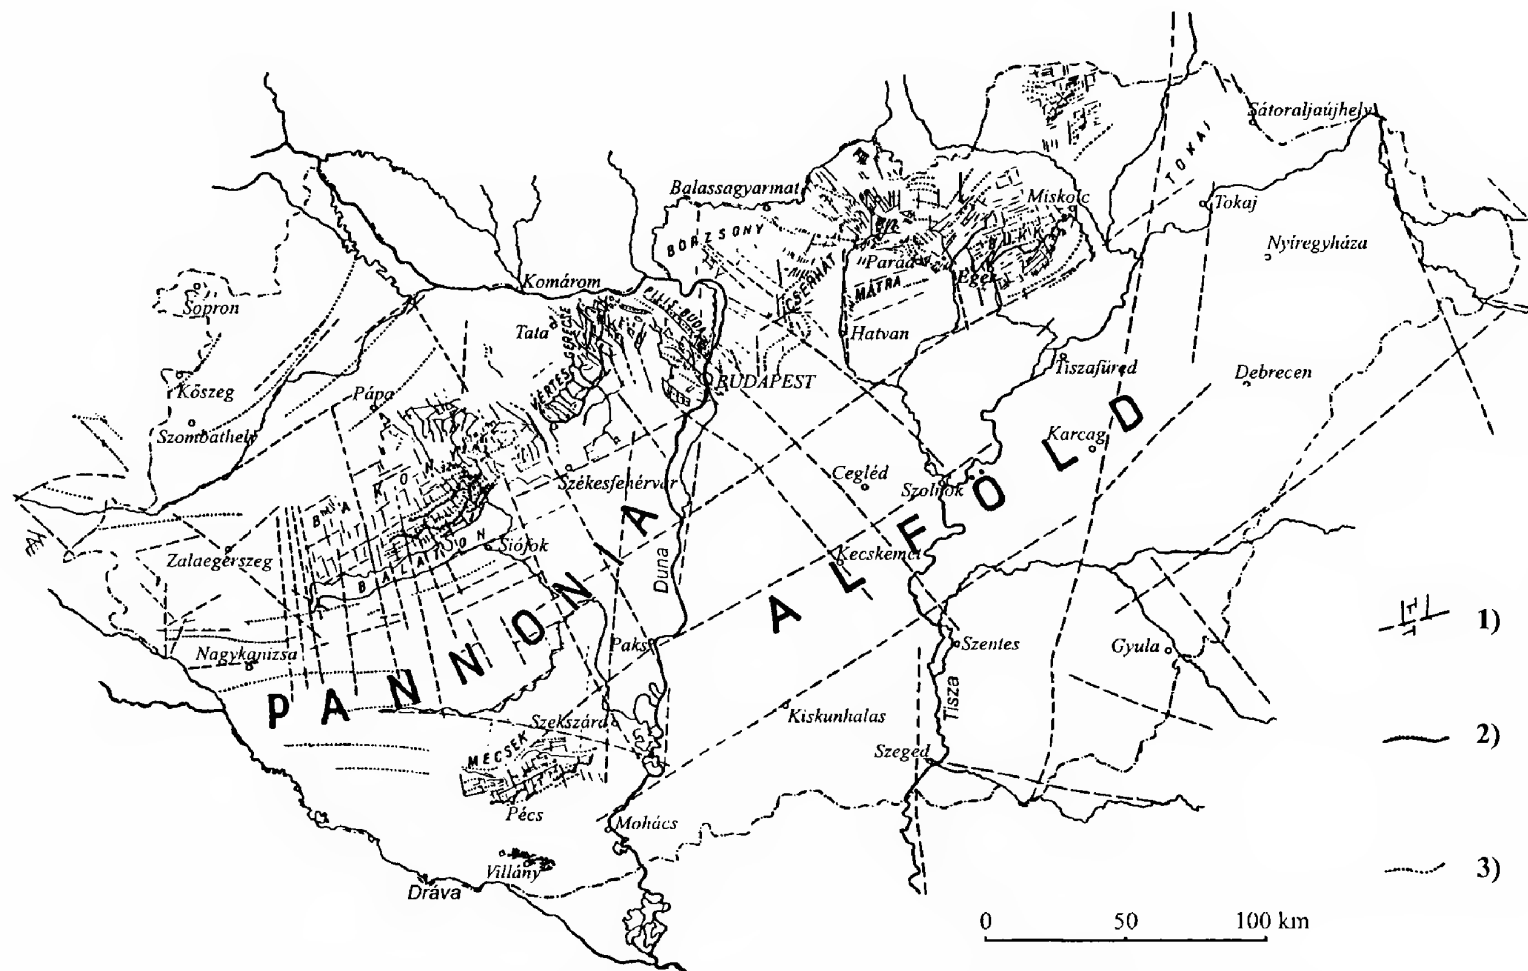 Sátoraljaújhely
TOKAJ
Balassagyarmat
Miskolc
Tokaj
BÖRZSÖNY
BÜKK
Nyíregyháza
CSERHÁT
Parád
Eger
MÁTRA
Komárom
Sopron
PILIS-BUDAI
Tata
GERECSE
Hatvan
VÉRTES
Tiszafüred
Kőszeg
Pápa
BUDAPEST
Debrecen
Szombathely
Karcag
Cegléd
Székesfehérvár
Szolnok
ALFÖLD
Zalaegerszeg
Siófok
BALATON
Kecskemét
Duna
PANNONIA
Nagykanizsa
Paks
Szentes
Gyula
Tisza
Kiskunhalas
Szekszárd
MECSEK
Szeged
Pécs
Mohács
Villány
Dráva
1)
2)
3)
0 50 100 km